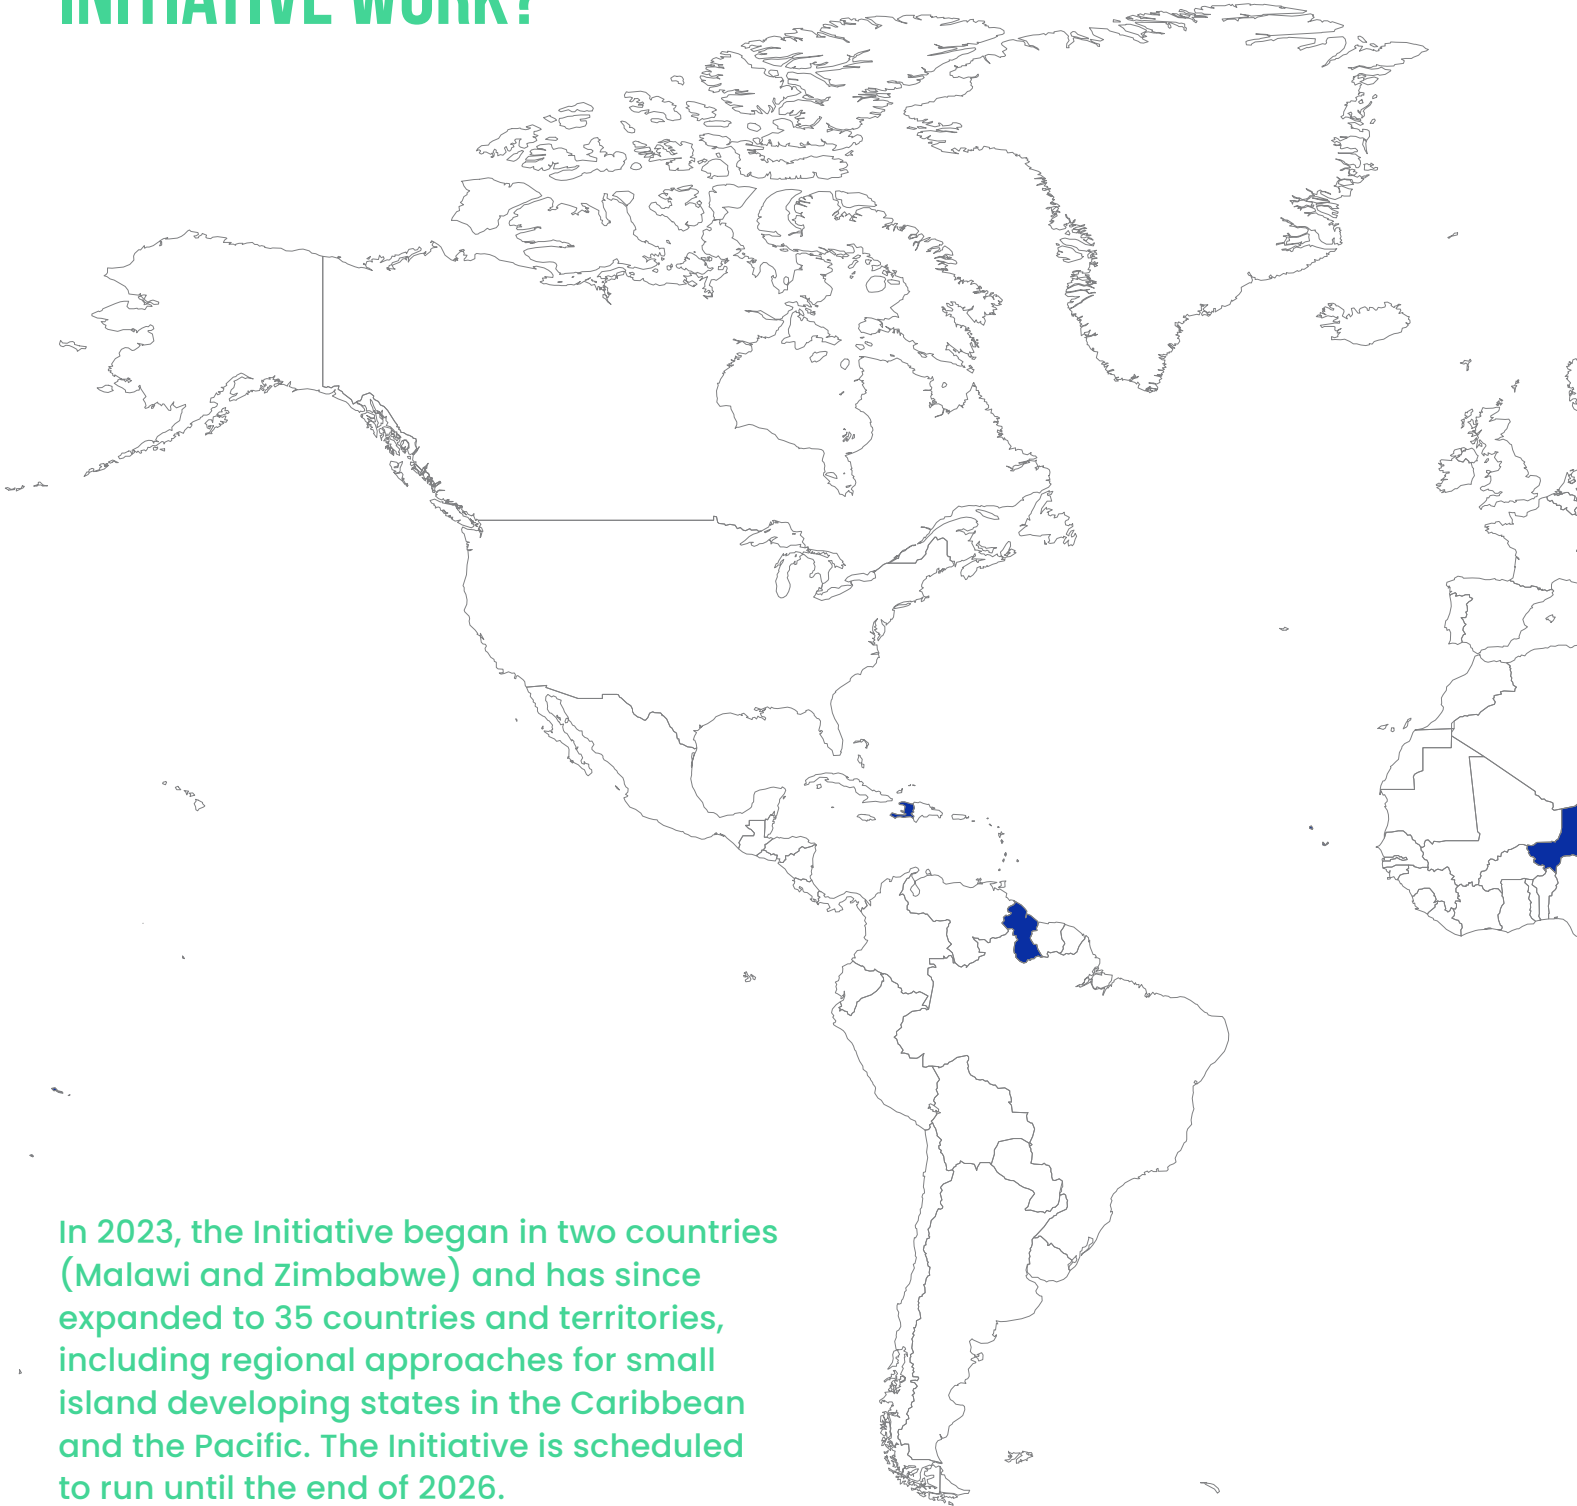 INITIATIVE WORK?
In 2023, the Initiative began in two countries
(Malawi and Zimbabwe) and has since
expanded to 35 countries and territories,
including regional approaches for small
island developing states in the Caribbean
and the Pacific. The Initiative is scheduled
to run until the end of 2026.